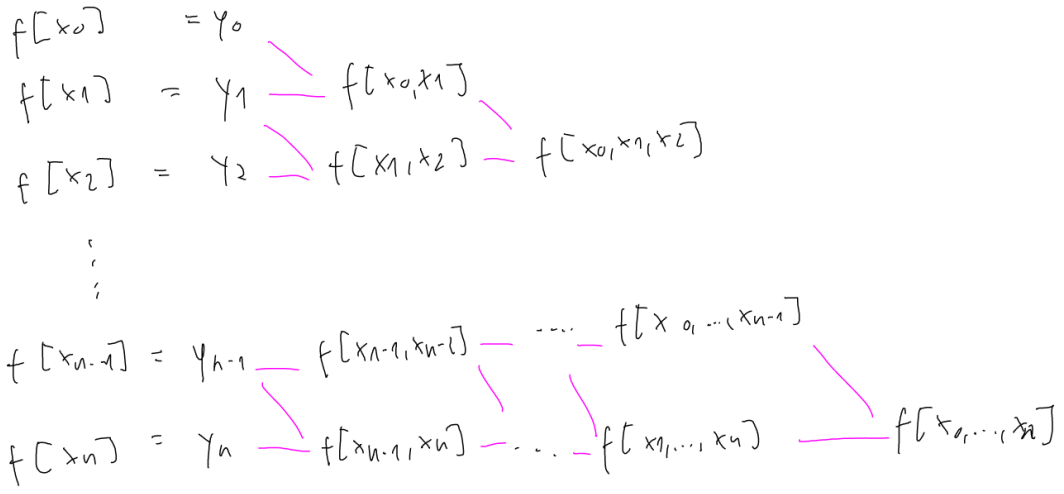 f[x₀] = y₀
f[x1] = y1 f[x₀,x1]
f[x₂] = y₂ f[x1,x₂] f[x₀,x1,x₂]
⋮
f[xₙ₋₁] = yₙ₋₁ f[xₙ₋₁,xₙ₋₂] ..... f[x₀,...,xₙ₋₁]
f[xₙ] = yₙ f[xₙ₋₁,xₙ] .... f[x1,...,xₙ] f[x₀,...,xₙ]